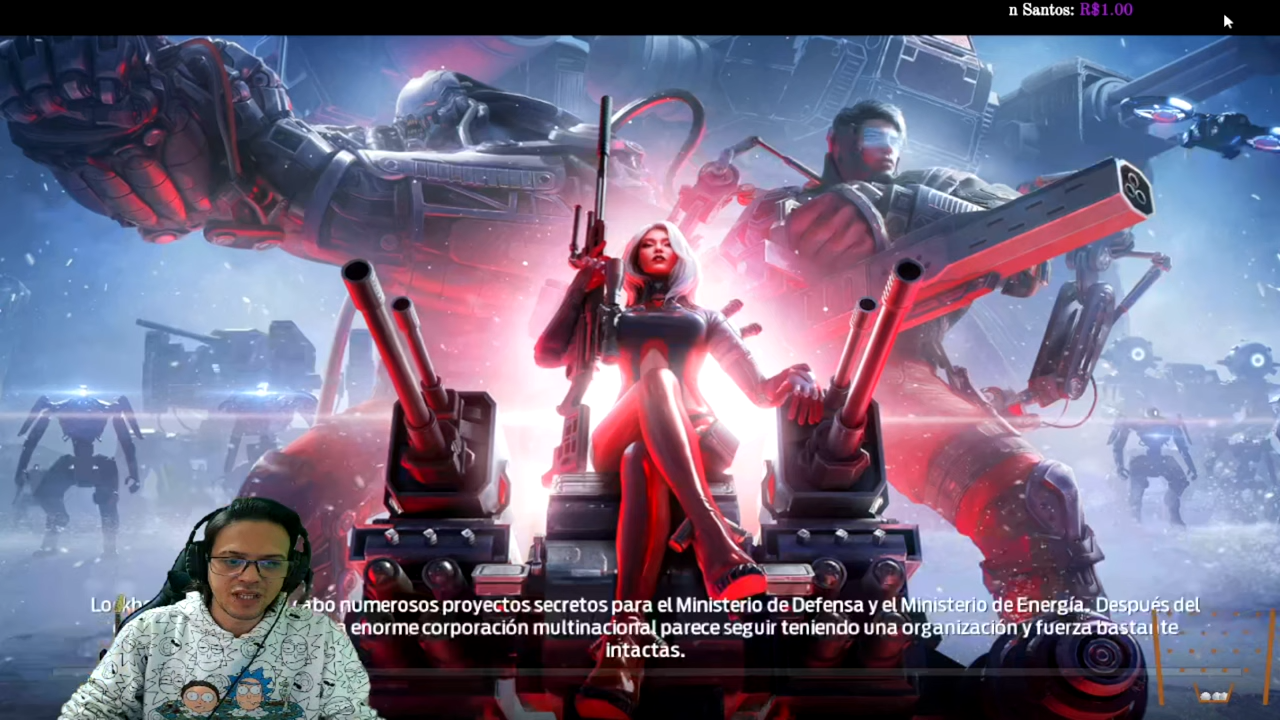 n Santos: R$1.00
numerosos proyectos secretos para el Ministerio de Defensa y el Ministerio de Energía. Después del
enorme corporación multinacional parece seguir teniendo una organización y fuerza bastante
intactas.